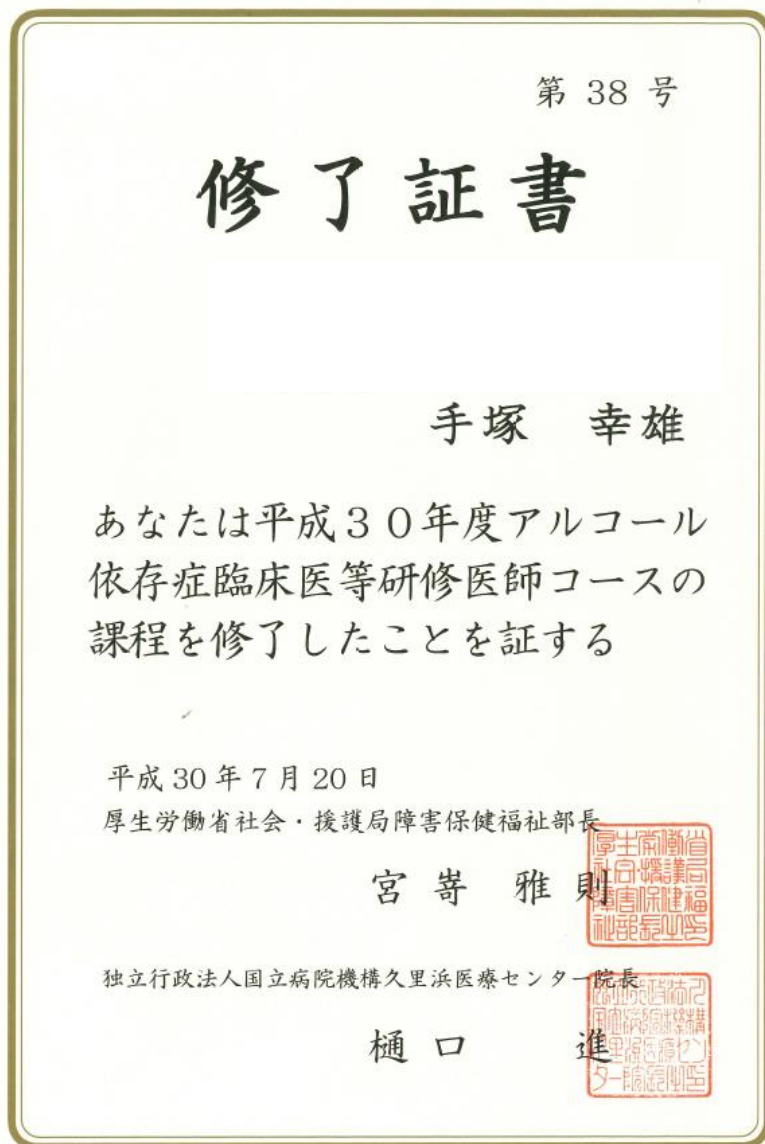 第 38 号
修了証書
手塚 幸雄
あなたは平成３０年度アルコール
依存症臨床医等研修医師コースの
課程を修了したことを証する
平成 30 年 7 月 20 日
厚生労働省社会・援護局障害保健福祉部長
宮嵜 雅則
独立行政法人国立病院機構久里浜医療センター院長
樋口 進